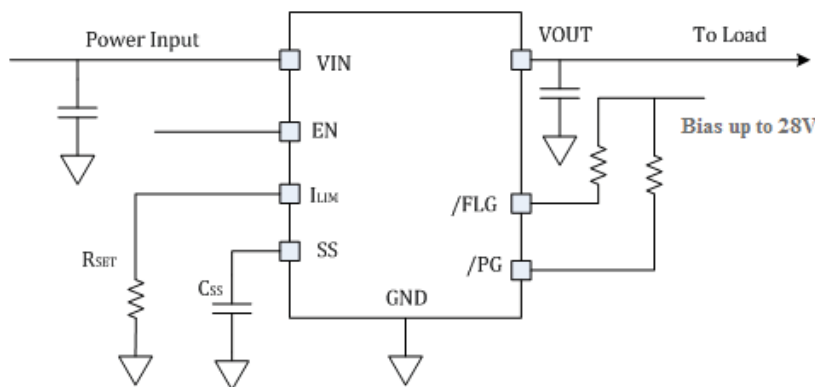 Power Input
VIN
VOUT
To Load
EN
Bias up to 28V
ILIM
/FLG
RSET
SS
CSS
/PG
GND